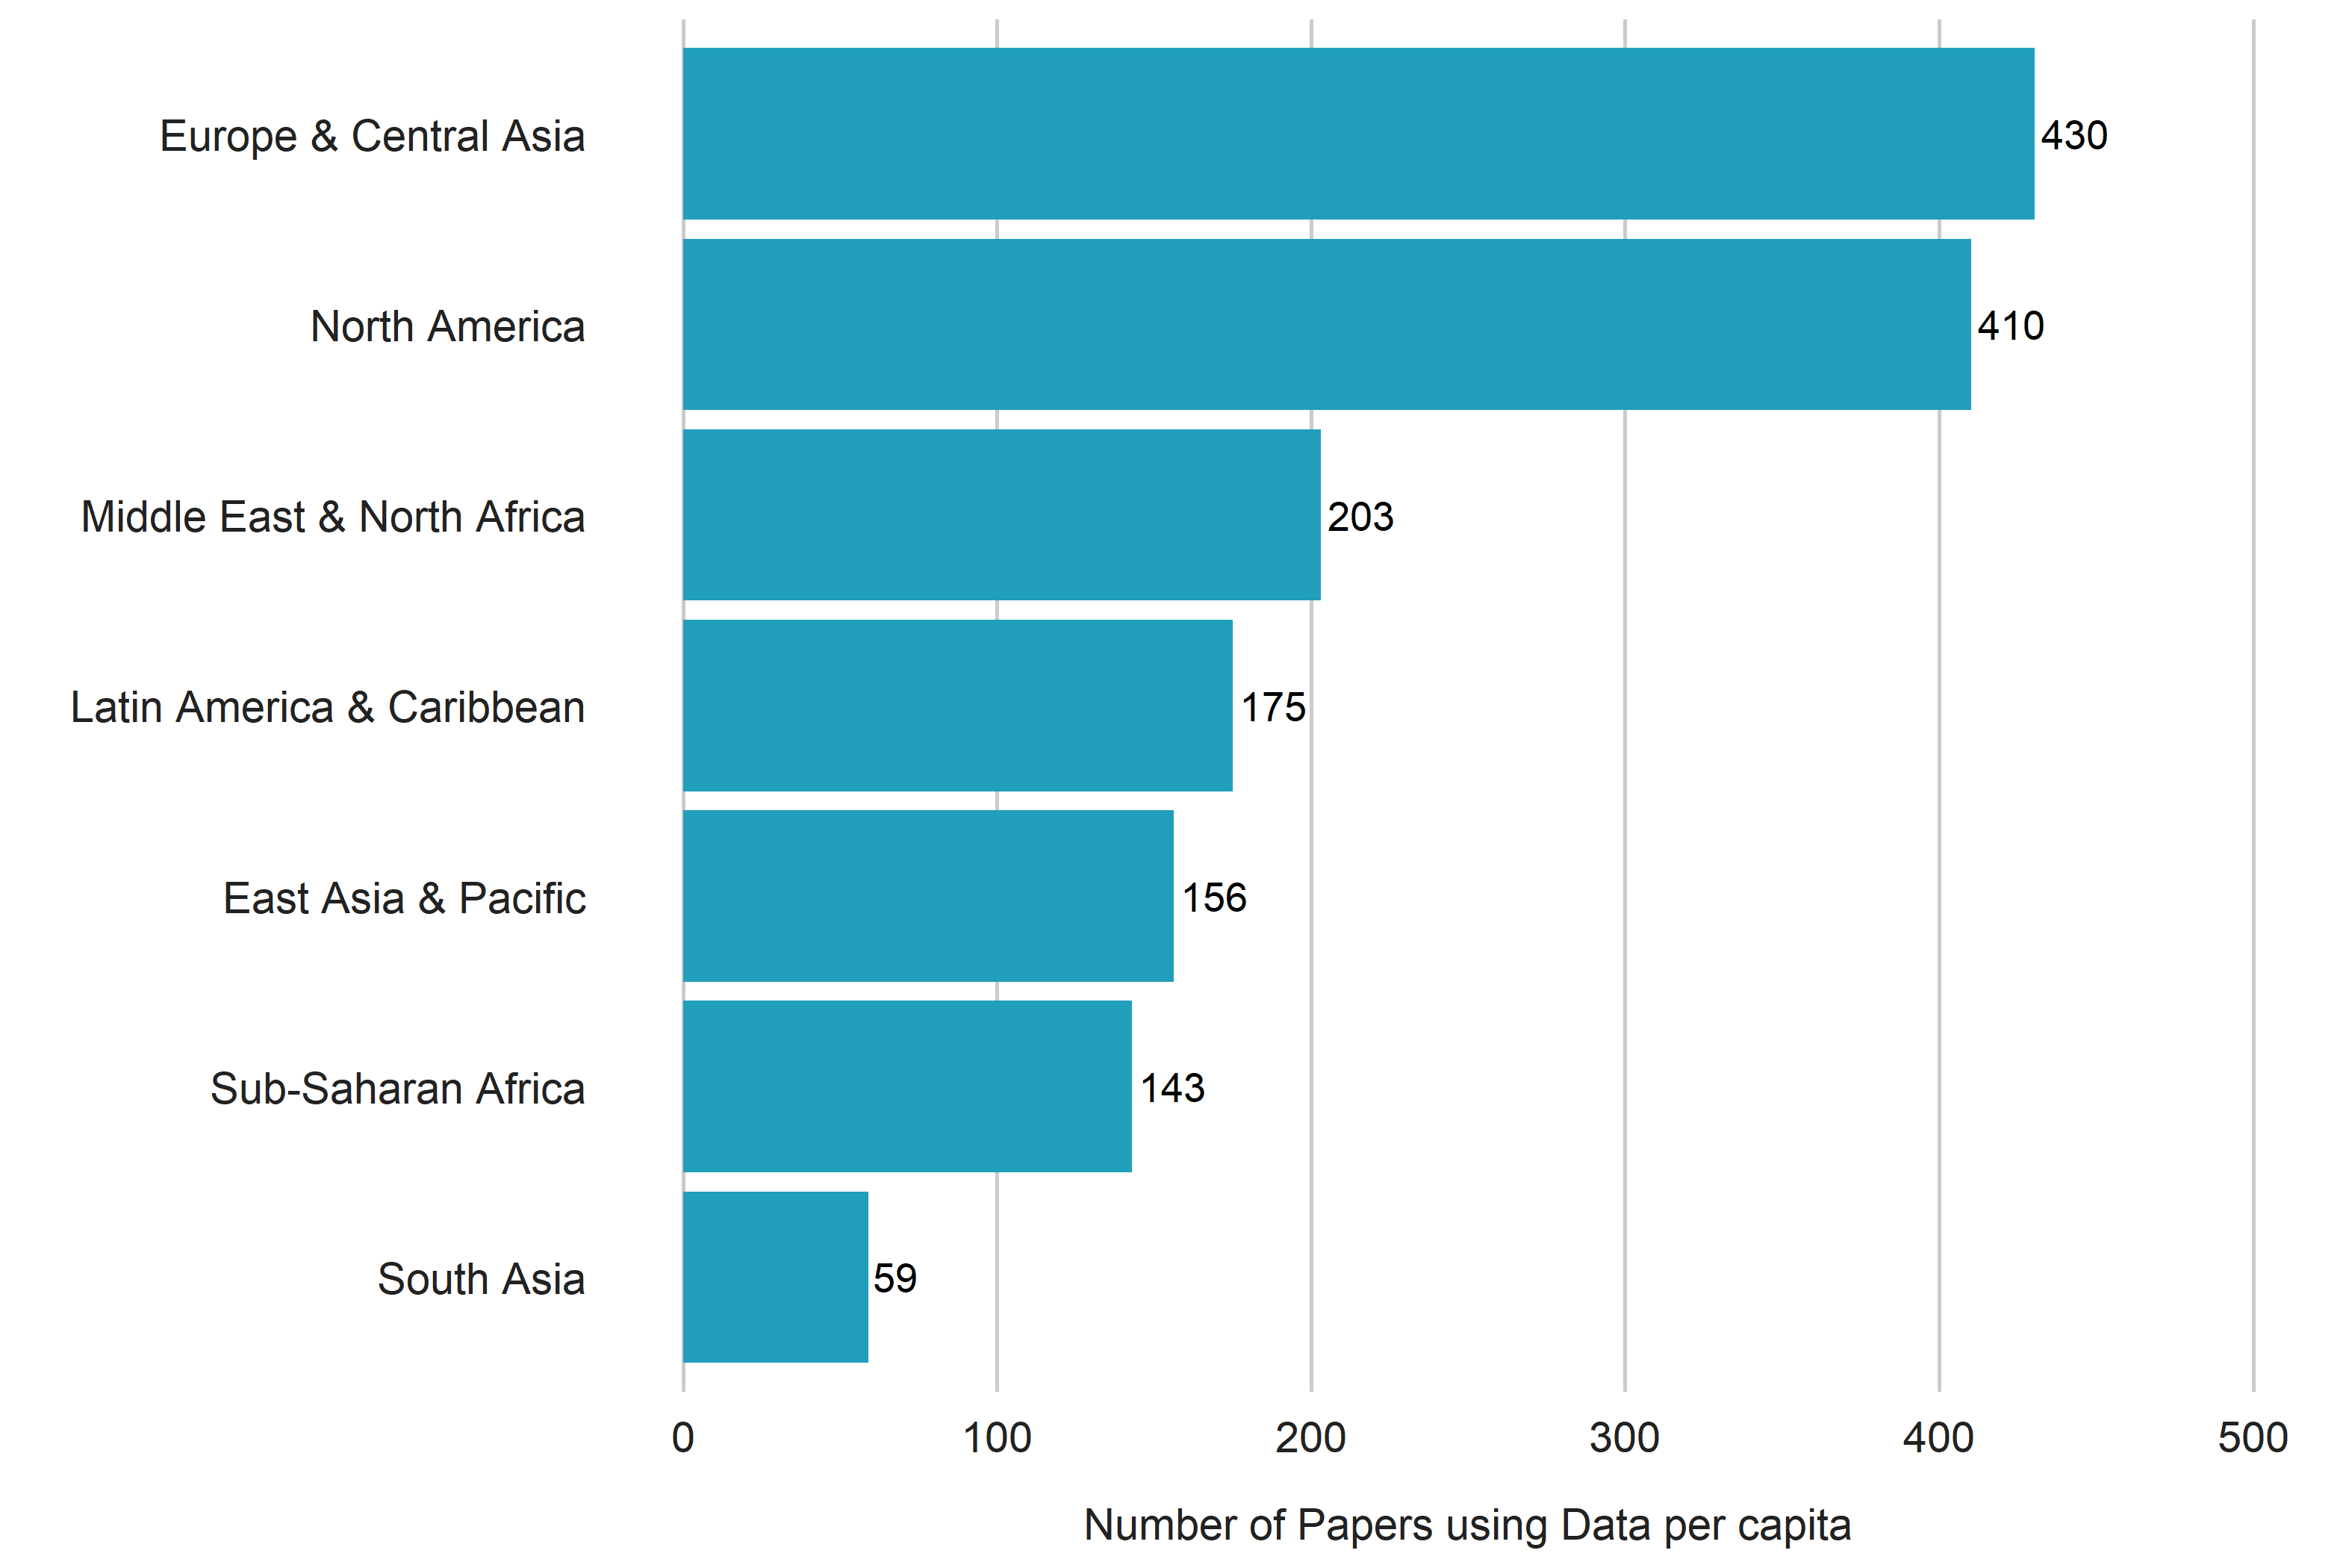 Europe & Central Asia 430
North America 410
Middle East & North Africa 203
Latin America & Caribbean 175
East Asia & Pacific 156
Sub-Saharan Africa 143
South Asia 59
0 100 200 300 400 500
Number of Papers using Data per capita